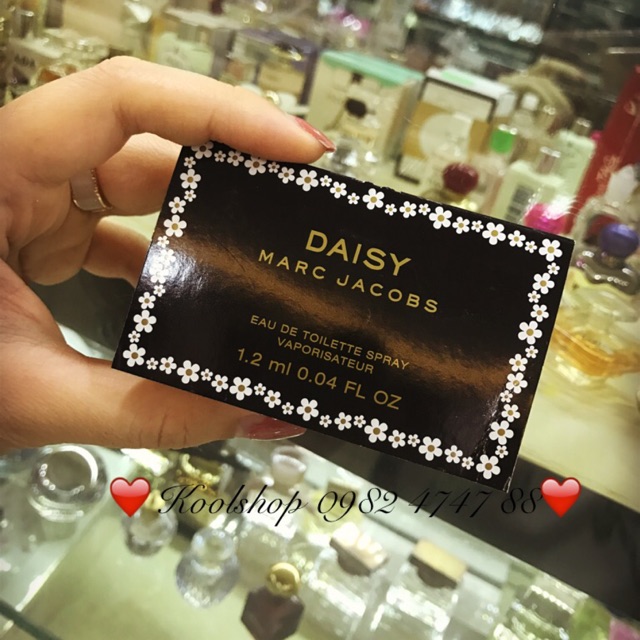 DAISY
MARC JACOBS
EAU DE TOILETTE SPRAY
VAPORISATEUR
1.2 ml 0.04 FL OZ
Koolshop 0982 4747 88